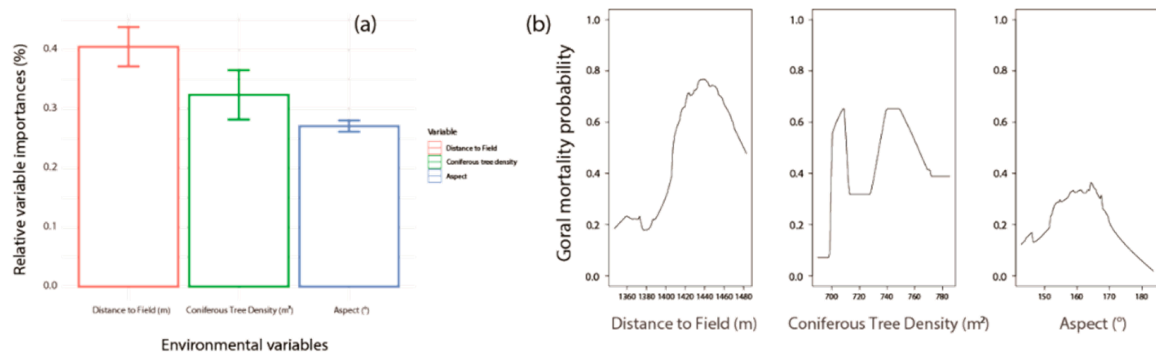 (a)
Relative variable importances (%)
0.4
0.3
0.2
0.1
0.0
Distance to Field (m)
Coniferous Tree Density (m²)
Aspect (°)
Environmental variables
Variable
Distance to Field
Coniferous tree density
Aspect
(b)
Goral mortality probability
1.0
0.8
0.6
0.4
0.2
0.0
1360 1380 1400 1420 1440 1460 1480
Distance to Field (m)
1.0
0.8
0.6
0.4
0.2
0.0
700 720 740 760 780
Coniferous Tree Density (m²)
1.0
0.8
0.6
0.4
0.2
0.0
150 160 170 180
Aspect (°)